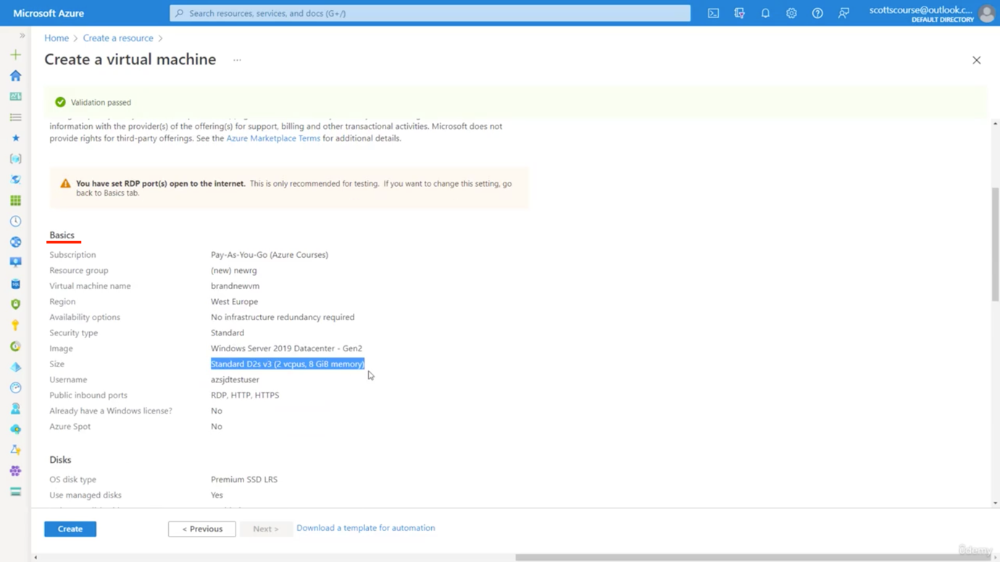 Microsoft Azure
Search resources, services, and docs (G+/)
scottscourse@outlook.c...
DEFAULT DIRECTORY
Home > Create a resource >
Create a virtual machine ...
Validation passed
information with the provider(s) of the offering(s) for support, billing and other transactional activities. Microsoft does not
provide rights for third-party offerings. See the Azure Marketplace Terms for additional details.
You have set RDP port(s) open to the internet. This is only recommended for testing. If you want to change this setting, go
back to Basics tab.
Basics
Subscription Pay-As-You-Go (Azure Courses)
Resource group (new) newrg
Virtual machine name brandnewvm
Region West Europe
Availability options No infrastructure redundancy required
Security type Standard
Image Windows Server 2019 Datacenter - Gen2
Size Standard D2s v3 (2 vcpus, 8 GiB memory)
Username azsjdtestuser
Public inbound ports RDP, HTTP, HTTPS
Already have a Windows license? No
Azure Spot No
Disks
OS disk type Premium SSD LRS
Use managed disks Yes
Create
< Previous
Next >
Download a template for automation
ûdemy